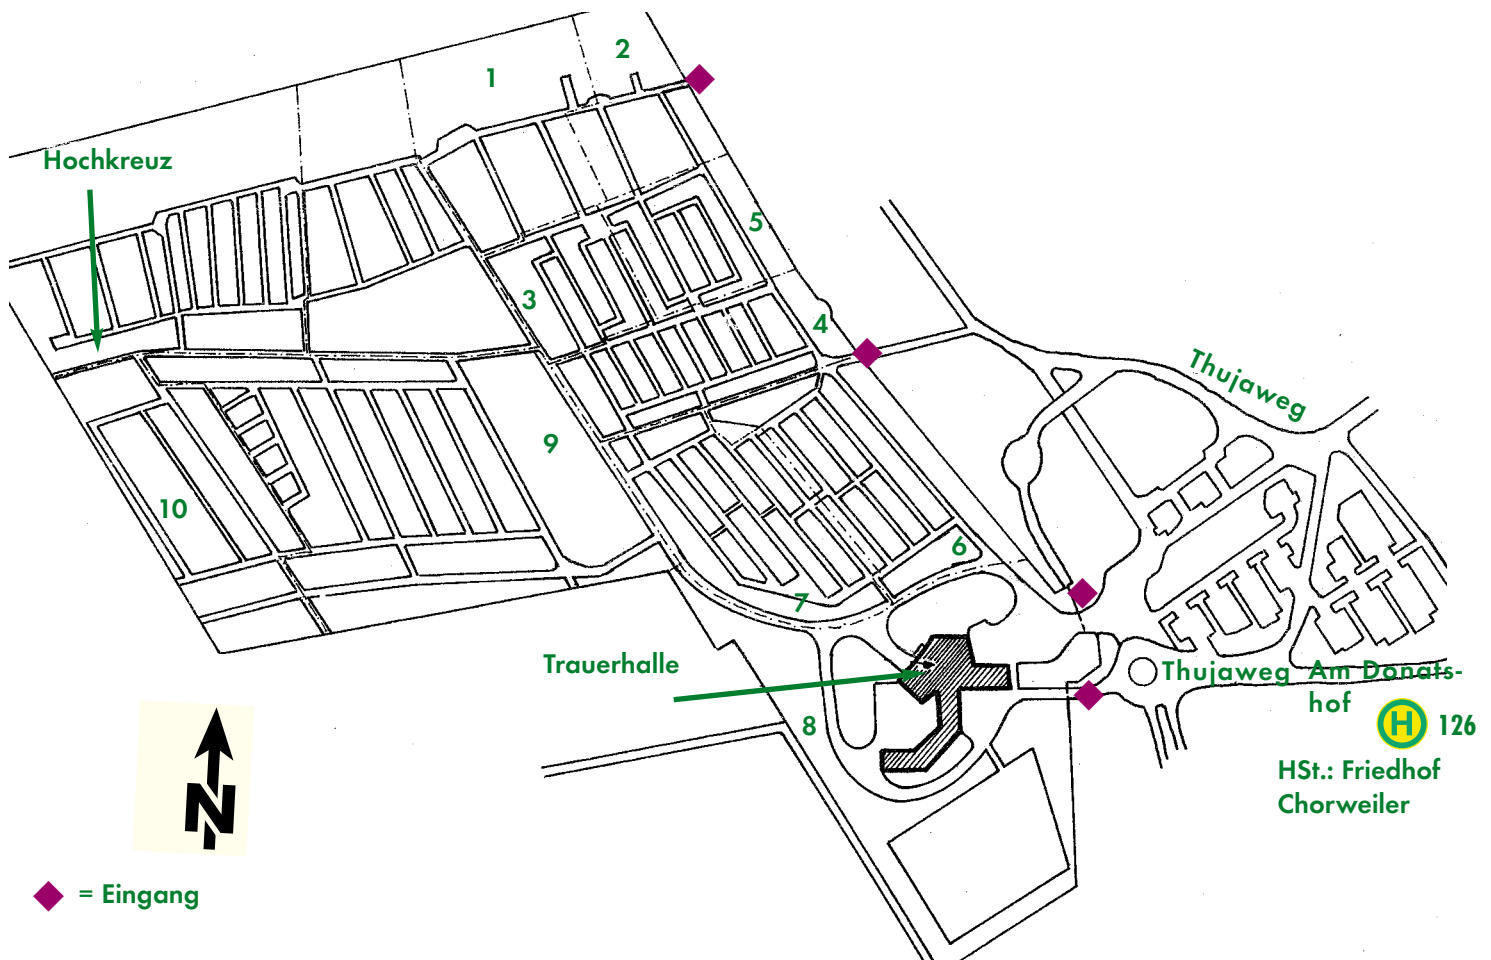 2
1
Hochkreuz
5
3
4
Thujaweg
9
10
6
7
Trauerhalle
Thujaweg Am Donats-
hof
8
H 126
HSt.: Friedhof
Chorweiler
N
= Eingang